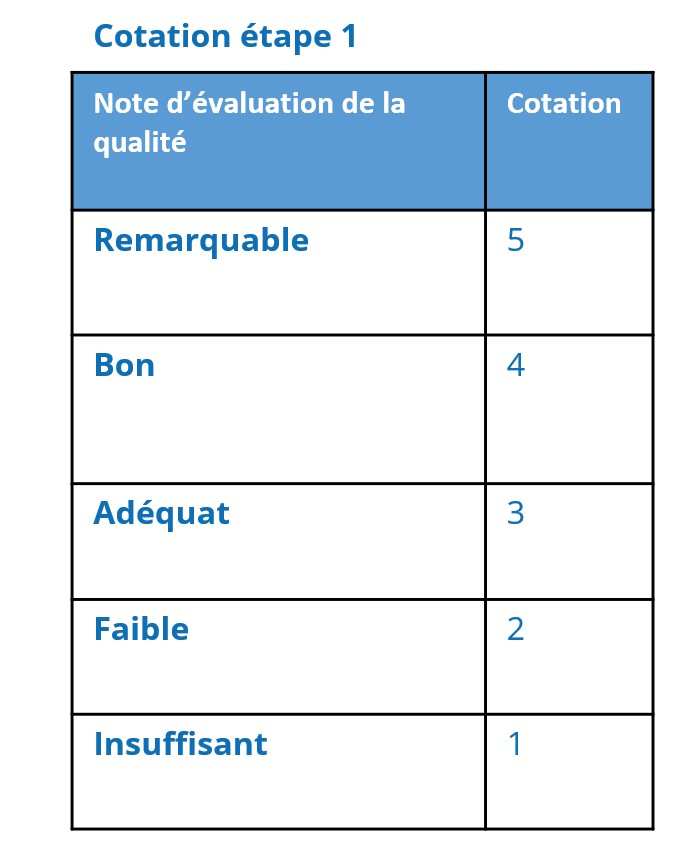 Cotation étape 1
Note d’évaluation de la
qualité
Cotation
Remarquable
5
Bon
4
Adéquat
3
Faible
2
Insuffisant
1